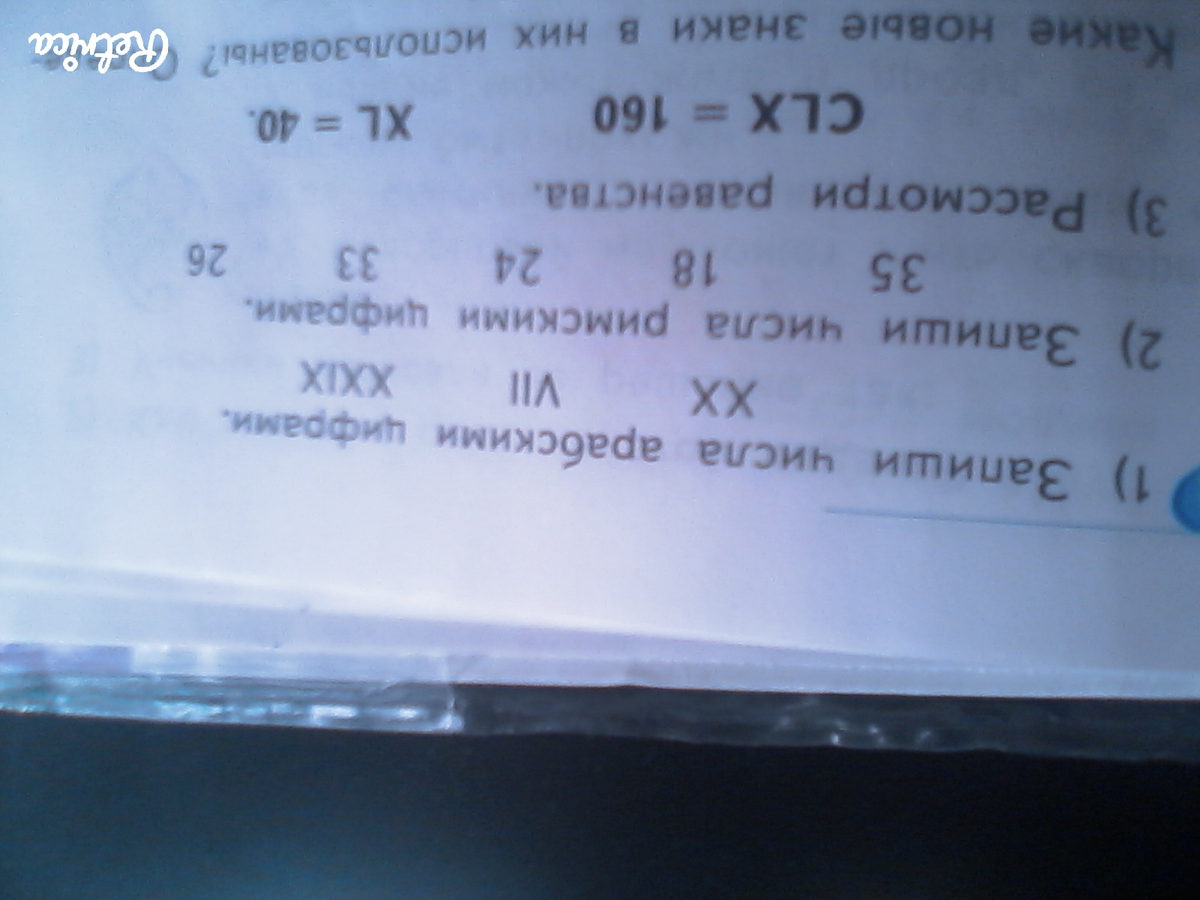 1) Запиши числа арабскими цифрами.
XX VII XXIX
2) Запиши числа римскими цифрами.
35 18 24 33 26
3) Рассмотри равенства.
CLX = 160 XL = 40.
Какие новые знаки в них использованы?
Retrica